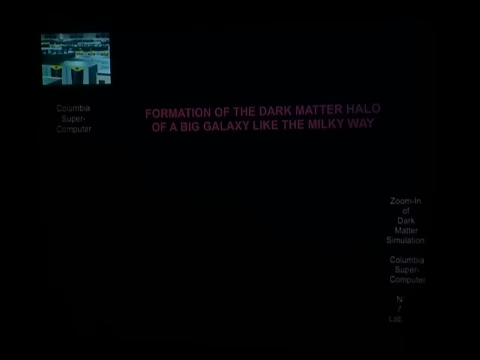 Columbia
Super-
Computer
FORMATION OF THE DARK MATTER HALO
OF A BIG GALAXY LIKE THE MILKY WAY
Zoom-In
of
Dark
Matter
Simulation
Columbia
Super-
Computer
N
/